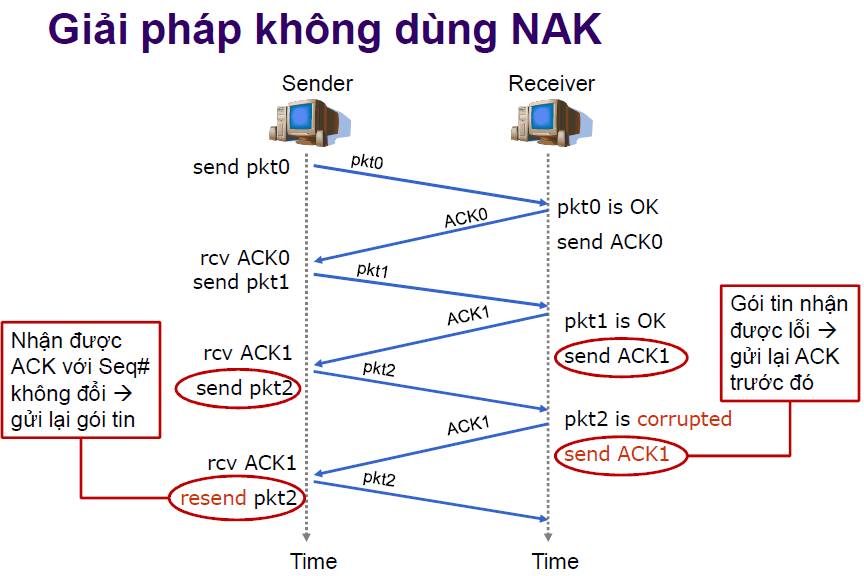 Giải pháp không dùng NAK
Sender
Receiver
send pkt0
pkt0
pkt0 is OK
ACK0
send ACK0
rcv ACK0
send pkt1
pkt1
ACK1
pkt1 is OK
send ACK1
Gói tin nhận
được lỗi →
gửi lại ACK
trước đó
Nhận được
ACK với Seq#
không đổi →
gửi lại gói tin
rcv ACK1
send pkt2
pkt2
ACK1
pkt2 is corrupted
send ACK1
rcv ACK1
resend pkt2
pkt2
Time
Time